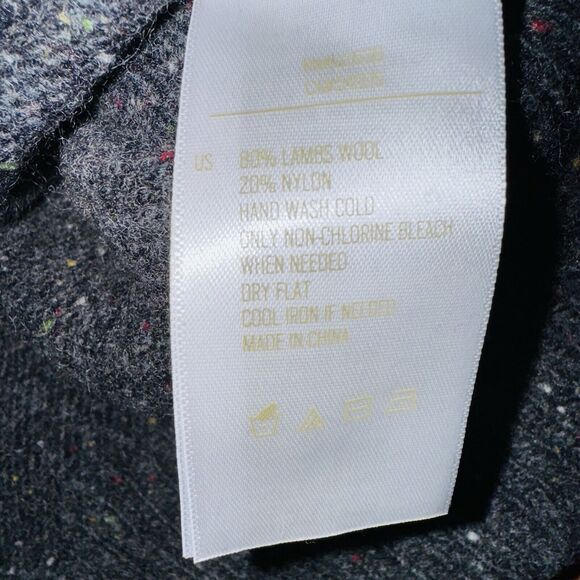 US
80% LAMBS WOOL
20% NYLON
HAND WASH COLD
ONLY NON-CHLORINE BLEACH
WHEN NEEDED
DRY FLAT
COOL IRON IF NEEDED
MADE IN CHINA